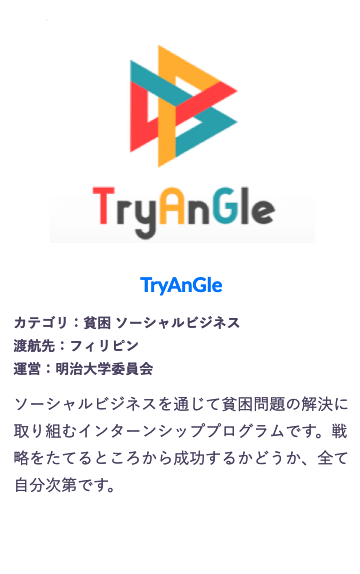 TryAnGle
TryAnGle
カテゴリ：貧困 ソーシャルビジネス
渡航先：フィリピン
運営：明治大学委員会
ソーシャルビジネスを通じて貧困問題の解決に
取り組むインターンシッププログラムです。戦
略をたてるところから成功するかどうか、全て
自分次第です。